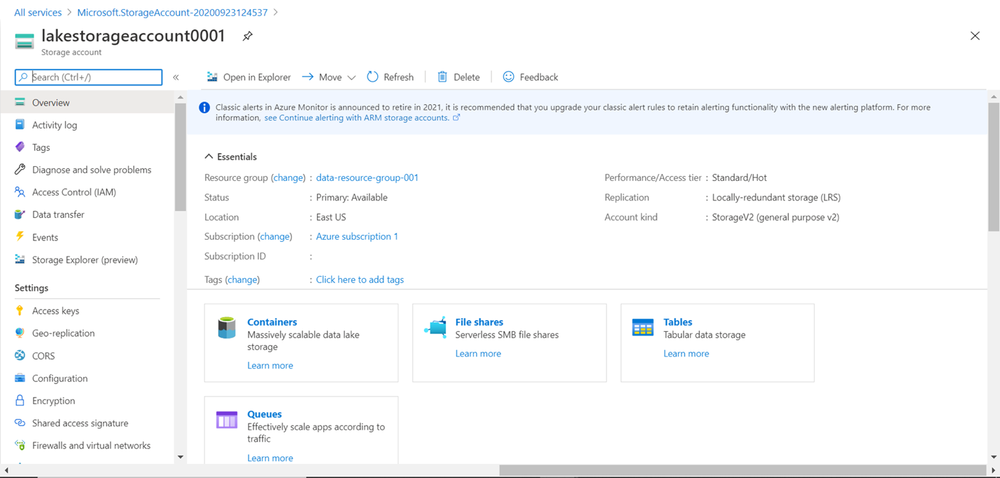 All services > Microsoft.StorageAccount-20200923124537 >
lakestorageaccount0001
Storage account
Search (Ctrl+/)
«
Open in Explorer
Move
Refresh
Delete
Feedback
Overview
Activity log
Tags
Diagnose and solve problems
Access Control (IAM)
Data transfer
Events
Storage Explorer (preview)
Settings
Access keys
Geo-replication
CORS
Configuration
Encryption
Shared access signature
Firewalls and virtual networks
Classic alerts in Azure Monitor is announced to retire in 2021, it is recommended that you upgrade your classic alert rules to retain alerting functionality with the new alerting platform. For more
information, see Continue alerting with ARM storage accounts.
Essentials
Resource group (change) : data-resource-group-001
Status : Primary: Available
Location : East US
Subscription (change) : Azure subscription 1
Subscription ID :
Tags (change) : Click here to add tags
Performance/Access tier : Standard/Hot
Replication : Locally-redundant storage (LRS)
Account kind : StorageV2 (general purpose v2)
Containers
Massively scalable data lake
storage
Learn more
File shares
Serverless SMB file shares
Learn more
Tables
Tabular data storage
Learn more
Queues
Effectively scale apps according to
traffic
Learn more